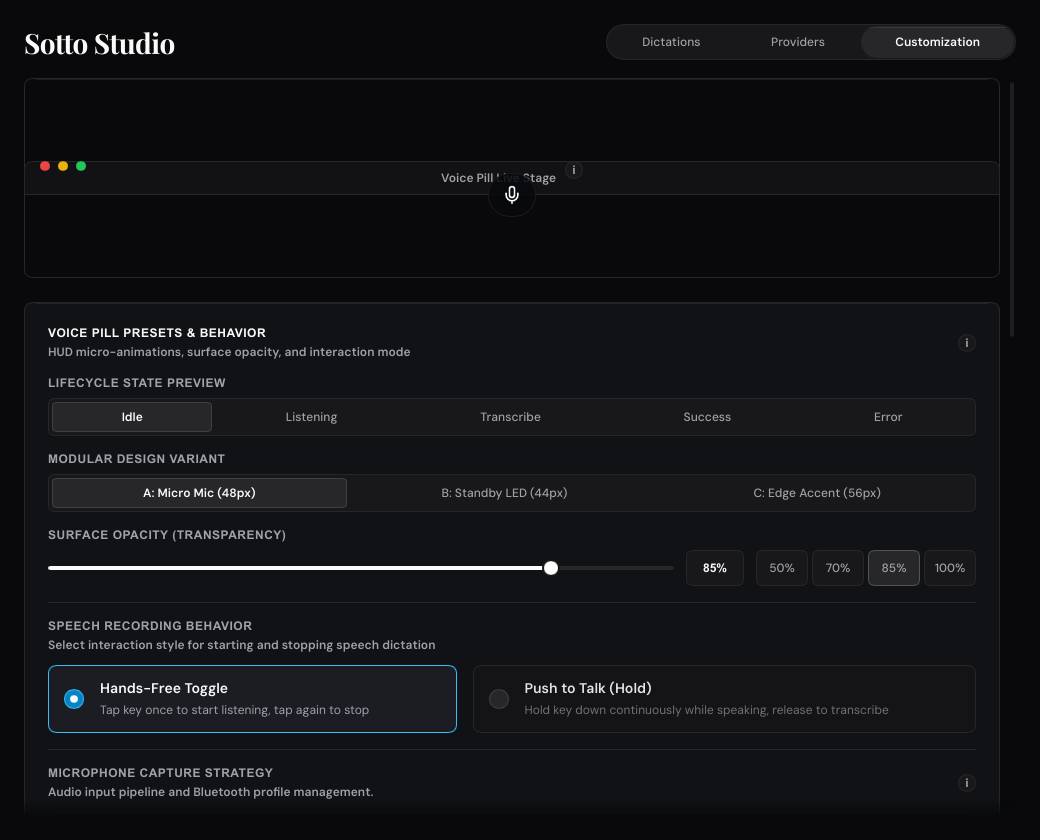 Sotto Studio
Dictations
Providers
Customization
Voice Pill Live Stage
i
VOICE PILL PRESETS & BEHAVIOR
HUD micro-animations, surface opacity, and interaction mode
i
LIFECYCLE STATE PREVIEW
Idle
Listening
Transcribe
Success
Error
MODULAR DESIGN VARIANT
A: Micro Mic (48px)
B: Standby LED (44px)
C: Edge Accent (56px)
SURFACE OPACITY (TRANSPARENCY)
85%
50%
70%
85%
100%
SPEECH RECORDING BEHAVIOR
Select interaction style for starting and stopping speech dictation
Hands-Free Toggle
Tap key once to start listening, tap again to stop
Push to Talk (Hold)
Hold key down continuously while speaking, release to transcribe
MICROPHONE CAPTURE STRATEGY
Audio input pipeline and Bluetooth profile management.
i